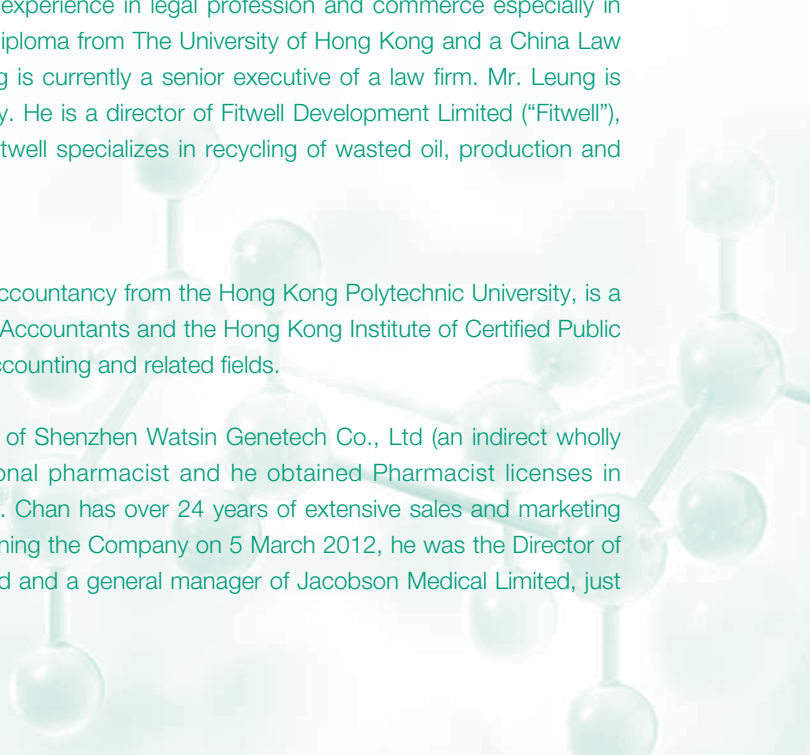 experience in legal profession and commerce especially in
iploma from The University of Hong Kong and a China Law
g is currently a senior executive of a law firm. Mr. Leung is
y. He is a director of Fitwell Development Limited (“Fitwell”),
twell specializes in recycling of wasted oil, production and
ccountancy from the Hong Kong Polytechnic University, is a
Accountants and the Hong Kong Institute of Certified Public
ccounting and related fields.
of Shenzhen Watsin Genetech Co., Ltd (an indirect wholly
onal pharmacist and he obtained Pharmacist licenses in
. Chan has over 24 years of extensive sales and marketing
ning the Company on 5 March 2012, he was the Director of
d and a general manager of Jacobson Medical Limited, just